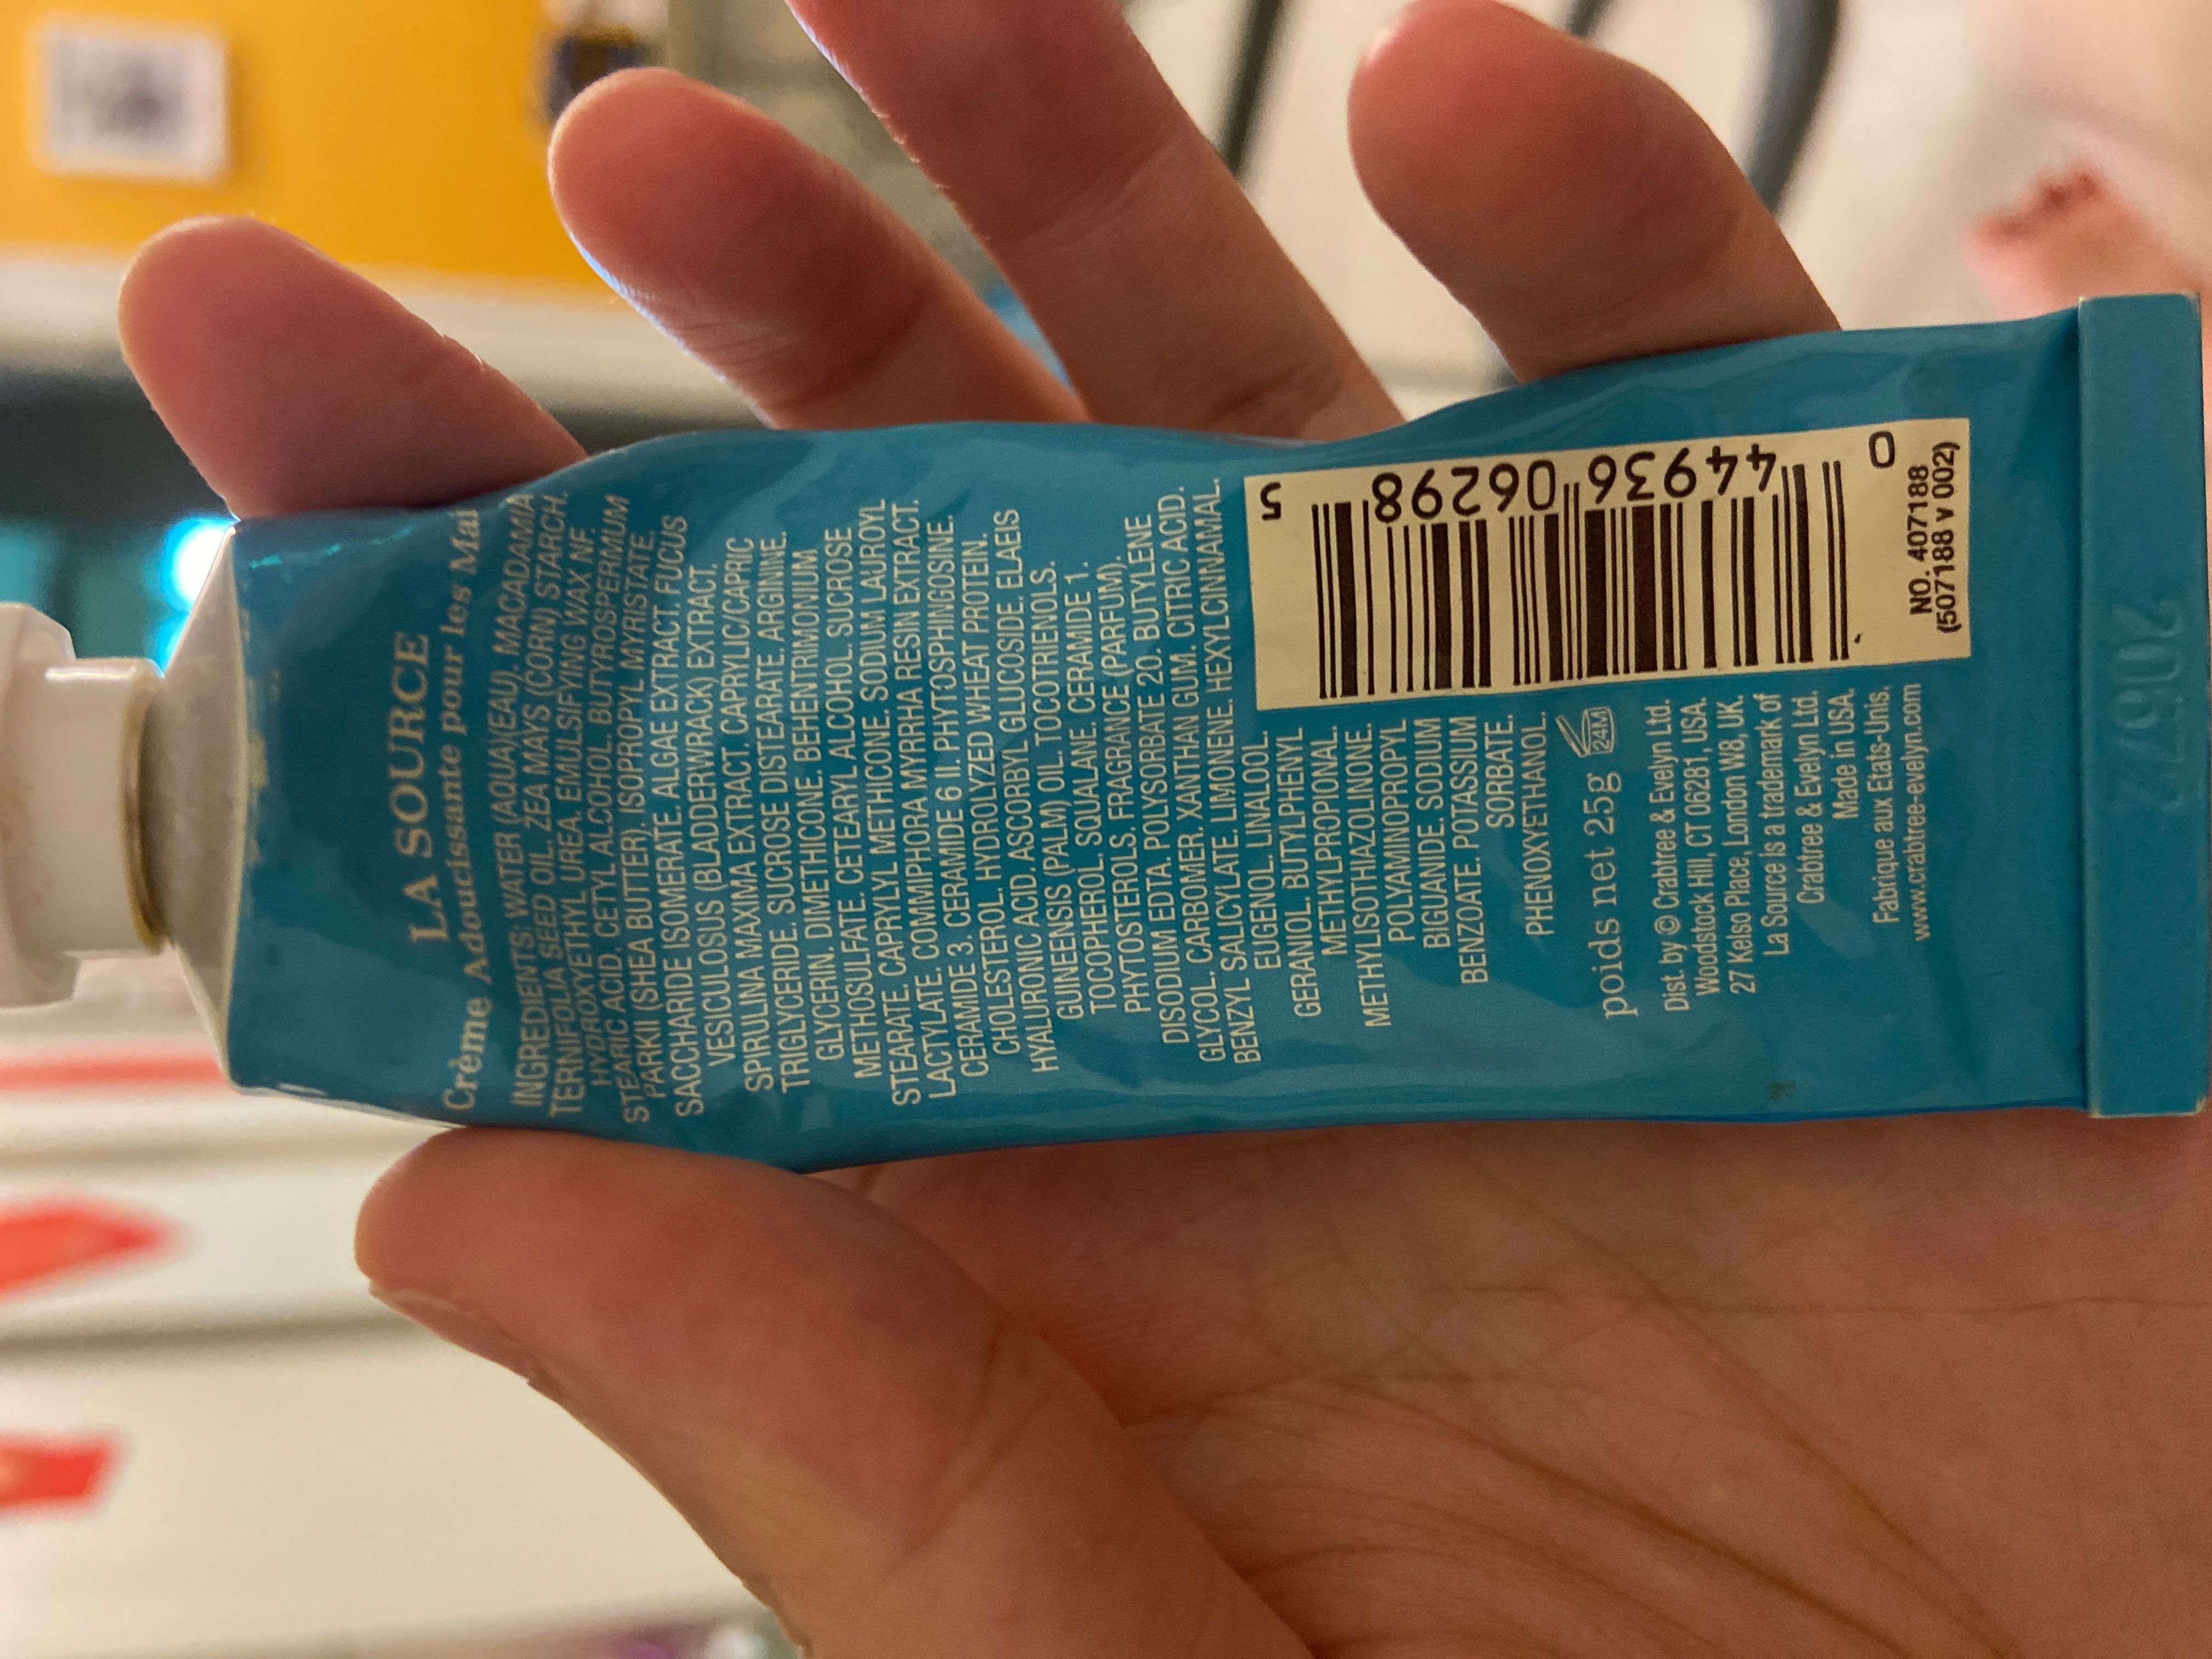 LA SOURCE
Crème Adoucissante pour les
INGREDIENTS: WATER (AQUA/EAU). MACADAMIA
TERNIFOLIA SEED OIL. ZEA MAYS (CORN) STARCH.
HYDROXYETHYL UREA. EMULSIFYING WAX NF.
STEARIC ACID. CETYL ALCOHOL. BUTYROSPERMUM
PARKII (SHEA BUTTER). ISOPROPYL MYRISTATE.
SACCHARIDE ISOMERATE. ALGAE EXTRACT. FUCUS
VESICULOSUS (BLADDERWRACK) EXTRACT.
SPIRULINA MAXIMA EXTRACT. CAPRYLIC/CAPRIC
TRIGLYCERIDE. SUCROSE DISTEARATE. ARGININE.
GLYCERIN. DIMETHICONE. BEHENTRIMONIUM
METHOSULFATE. CETEARYL ALCOHOL. SUCROSE
STEARATE. CAPRYLYL METHICONE. SODIUM LAUROYL
LACTYLATE. COMMIPHORA MYRRHA RESIN EXTRACT.
CERAMIDE 3. CERAMIDE 6 II. PHYTOSPHINGOSINE.
CHOLESTEROL. HYDROLYZED WHEAT PROTEIN.
HYALURONIC ACID. ASCORBYL GLUCOSIDE. ELAEIS
GUINEENSIS (PALM) OIL. TOCOTRIENOLS.
TOCOPHEROL. SQUALANE. CERAMIDE 1.
PHYTOSTEROLS. FRAGRANCE (PARFUM).
DISODIUM EDTA. POLYSORBATE 20. BUTYLENE
GLYCOL. CARBOMER. XANTHAN GUM. CITRIC ACID.
BENZYL SALICYLATE. LIMONENE. HEXYLCINNAMAL.
EUGENOL. LINALOOL.
GERANIOL. BUTYLPHENYL
METHYLPROPIONAL.
METHYLISOTHIAZOLINONE.
POLYAMINOPROPYL
BIGUANIDE. SODIUM
BENZOATE. POTASSIUM
SORBATE.
PHENOXYETHANOL.
poids net 25g 24M
Dist. by © Crabtree & Evelyn Ltd.
Woodstock Hill, CT 06281, USA.
27 Kelso Place, London W8, UK.
La Source is a trademark of
Crabtree & Evelyn Ltd.
Made in USA.
Fabrique aux Etats-Unis.
www.crabtree-evelyn.com
0 44936 06298 5
NO. 407188
(507188 v 002)